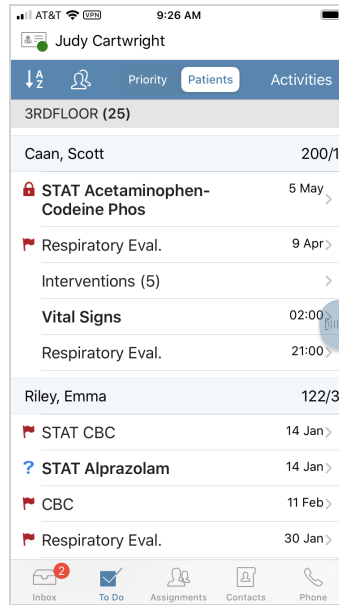 AT&T VPN 9:26 AM
Judy Cartwright
A Z Priority Patients Activities
3RDFLOOR (25)
Caan, Scott 200/1
STAT Acetaminophen- 5 May
Codeine Phos
Respiratory Eval. 9 Apr
Interventions (5)
Vital Signs 02:00
Respiratory Eval. 21:00
Riley, Emma 122/3
STAT CBC 14 Jan
? STAT Alprazolam 14 Jan
CBC 11 Feb
Respiratory Eval. 30 Jan
2
Inbox To Do Assignments Contacts Phone